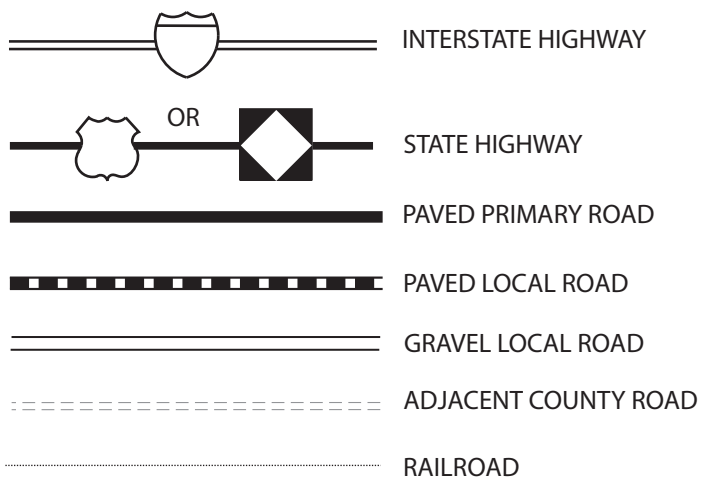 INTERSTATE HIGHWAY
OR
STATE HIGHWAY
PAVED PRIMARY ROAD
PAVED LOCAL ROAD
GRAVEL LOCAL ROAD
ADJACENT COUNTY ROAD
RAILROAD